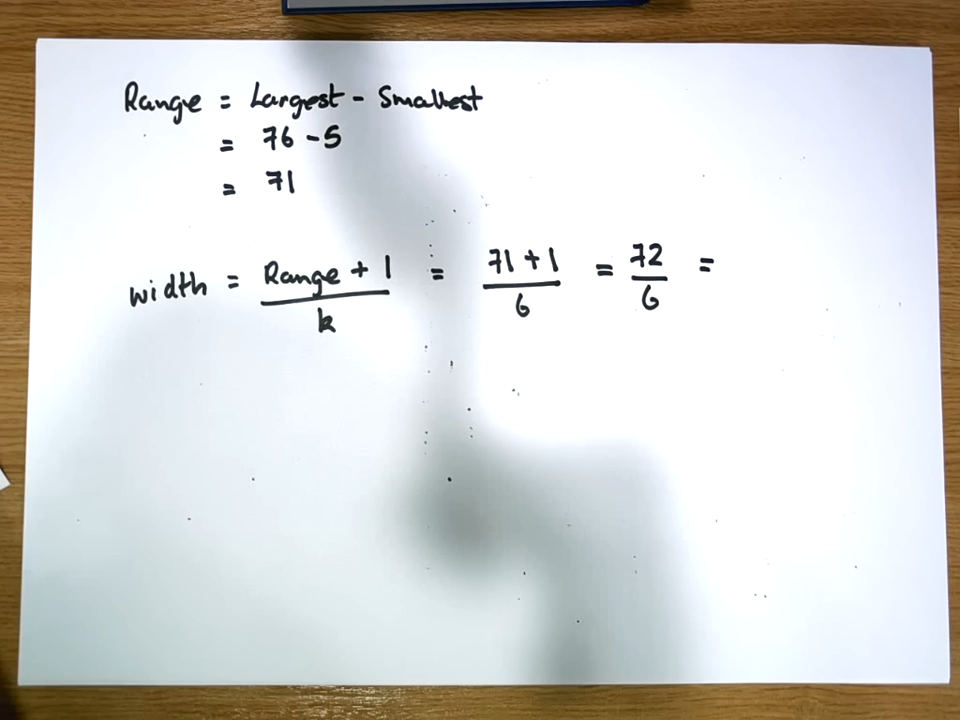 Range = Largest - Smallest
= 76 - 5
= 71
width = Range + 1 / k = 71 + 1 / 6 = 72 / 6 =